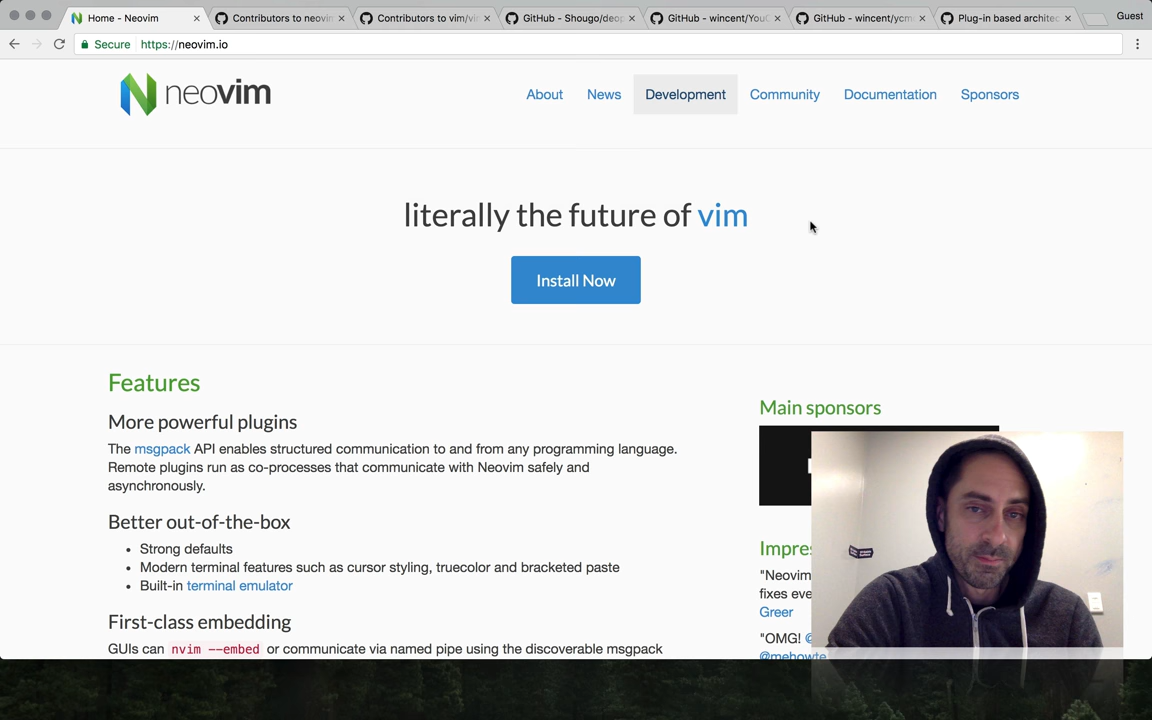 Home - Neovim
Contributors to neovim
Contributors to vim/vi
GitHub - Shougo/deop
GitHub - wincent/You
GitHub - wincent/ycm
Plug-in based architec
Guest
Secure https://neovim.io
neovim
About News Development Community Documentation Sponsors
literally the future of vim
Install Now
Features
More powerful plugins
The msgpack API enables structured communication to and from any programming language.
Remote plugins run as co-processes that communicate with Neovim safely and
asynchronously.
Better out-of-the-box
• Strong defaults
• Modern terminal features such as cursor styling, truecolor and bracketed paste
• Built-in terminal emulator
First-class embedding
GUIs can nvim --embed or communicate via named pipe using the discoverable msgpack
Main sponsors
Impres
"Neovim
fixes eve
Greer
"OMG! @
@mehowte